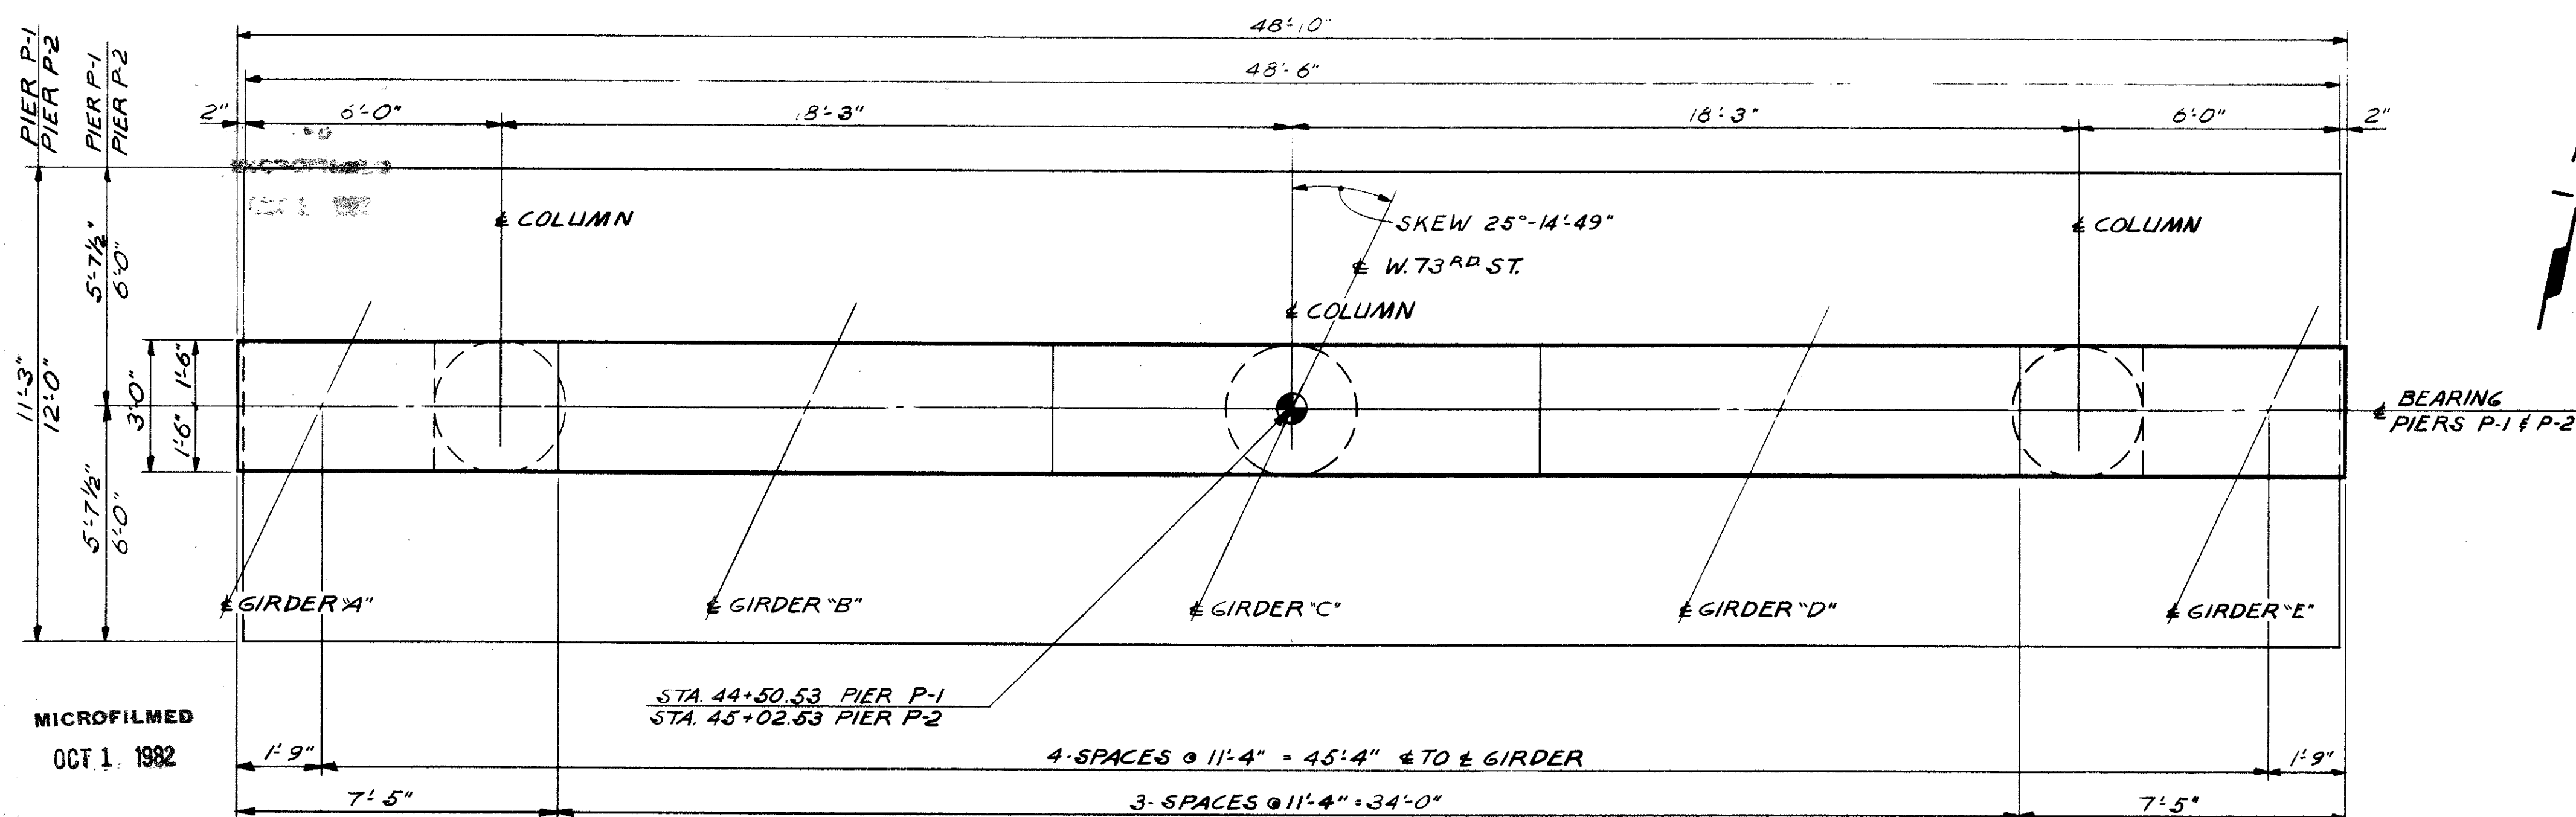 48'-10"
48'-6"
2" 6'-0" 18'-3" 18'-3" 6'-0" 2"
PIER P-1
PIER P-2
PIER P-1
PIER P-2
℄ COLUMN
SKEW 25°-14'-49"
℄ COLUMN
℄ W. 73RD ST.
℄ COLUMN
5'-7½"
6'-0"
11'-3"
12'-0"
3'-0"
1'-6"
1'-6"
5'-7½"
6'-0"
℄ BEARING
PIERS P-1 & P-2
℄ GIRDER "A"
℄ GIRDER "B"
℄ GIRDER "C"
℄ GIRDER "D"
℄ GIRDER "E"
STA. 44+50.53 PIER P-1
STA. 45+02.53 PIER P-2
MICROFILMED
OCT 1 1982
1'-9" 4-SPACES @ 11'-4" = 45'-4" ℄ TO ℄ GIRDER 1'-9"
7'-5" 3-SPACES @ 11'-4" = 34'-0" 7'-5"